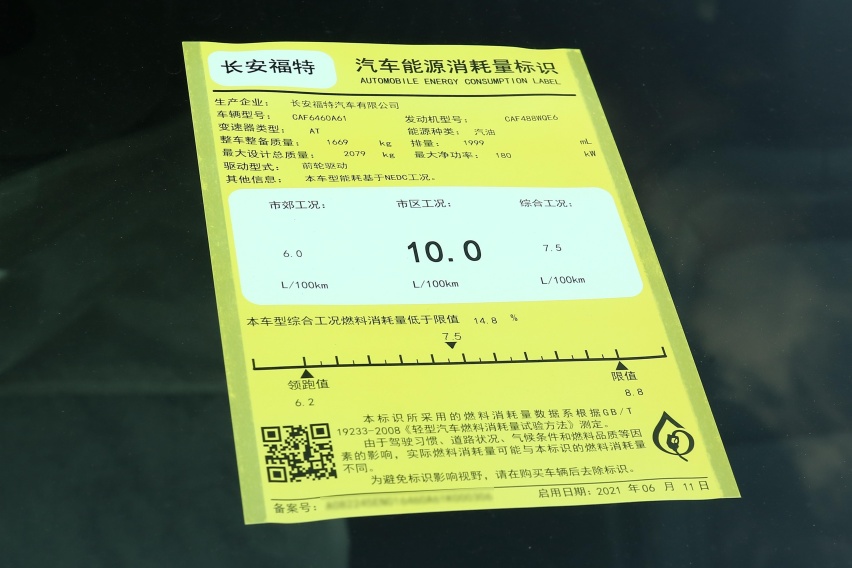 长安福特 汽车能源消耗量标识
AUTOMOBILE ENERGY CONSUMPTION LABEL
生产企业: 长安福特汽车有限公司
车辆型号: CAF6460A61 发动机型号: CAF488WQE6
变速器类型: AT 能源种类: 汽油
整车整备质量: 1669 kg 排量: 1999 mL
最大设计总质量: 2079 kg 最大净功率: 180 kW
驱动型式: 前轮驱动
其他信息: 本车型能耗基于NEDC工况。
市郊工况: 市区工况: 综合工况:
6.0 10.0 7.5
L/100km L/100km L/100km
本车型综合工况燃料消耗量低于限值 14.8 %
7.5
领跑值 限值
6.2 8.8
本标识所采用的燃料消耗量数据系根据GB/T
19233-2008《轻型汽车燃料消耗量试验方法》测定。
由于驾驶习惯、道路状况、气候条件和燃料品质等因
素的影响，实际燃料消耗量可能与本标识的燃料消耗量
不同。
为避免标识影响视野，请在购买车辆后去除标识。
备案号: 启用日期: 2021 年 06 月 11 日